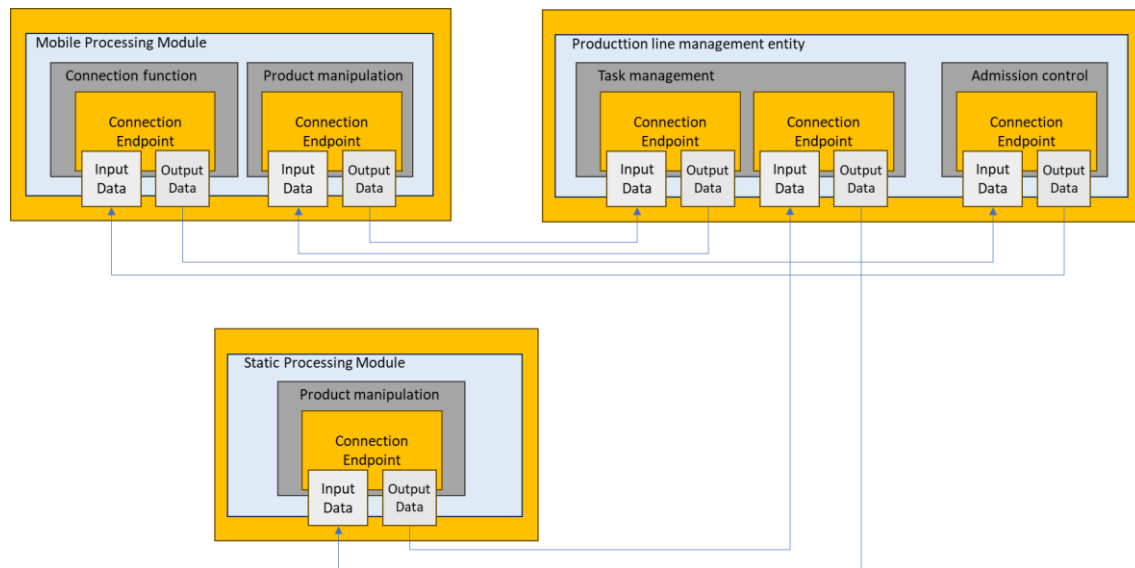 Mobile Processing Module
Connection function
Connection
Endpoint
Input
Data
Output
Data
Product manipulation
Connection
Endpoint
Input
Data
Output
Data
Producttion line management entity
Task management
Connection
Endpoint
Input
Data
Output
Data
Connection
Endpoint
Input
Data
Output
Data
Admission control
Connection
Endpoint
Input
Data
Output
Data
Static Processing Module
Product manipulation
Connection
Endpoint
Input
Data
Output
Data